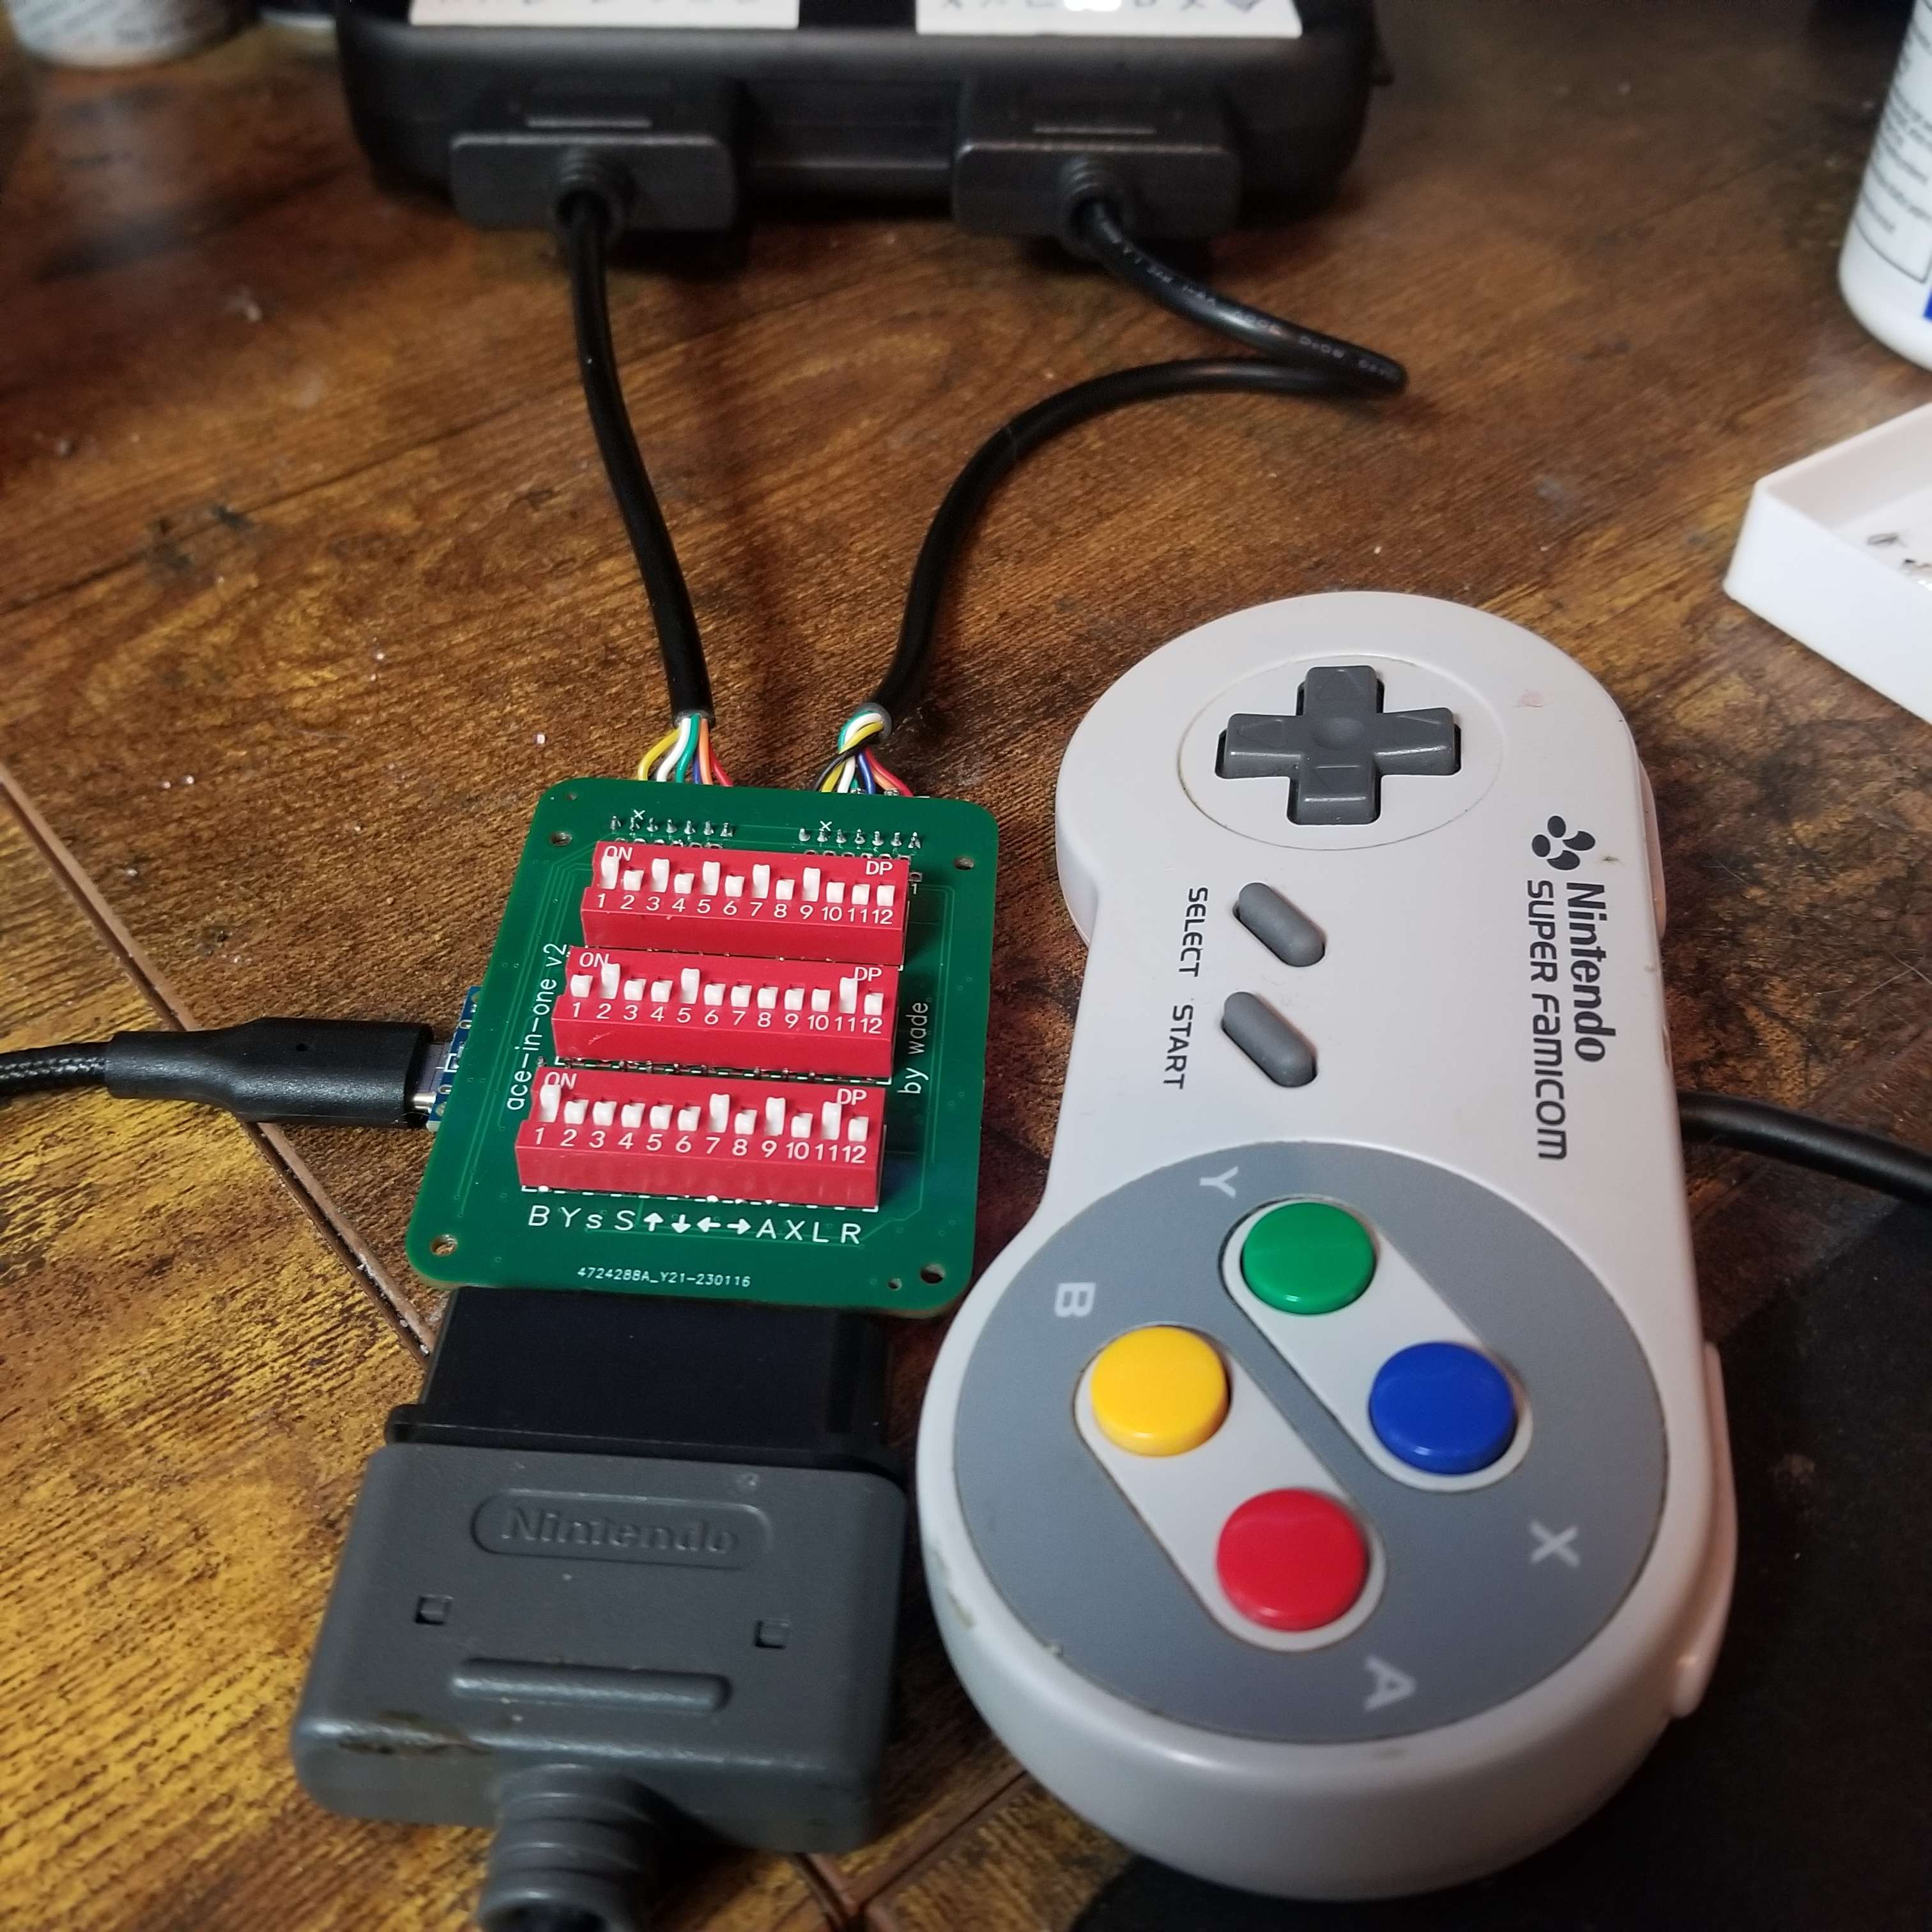 x
x
ON
DP
1 2 3 4 5 6 7 8 9 10 11 12
1
ON
DP
1 2 3 4 5 6 7 8 9 10 11 12
ON
DP
1 2 3 4 5 6 7 8 9 10 11 12
ace-in-one v2
by wade
B Y s S ↑ ↓ ← → A X L R
4724288A_Y21-230116
Nintendo
SELECT START
Nintendo
SUPER FAMICOM
Y
B
X
A